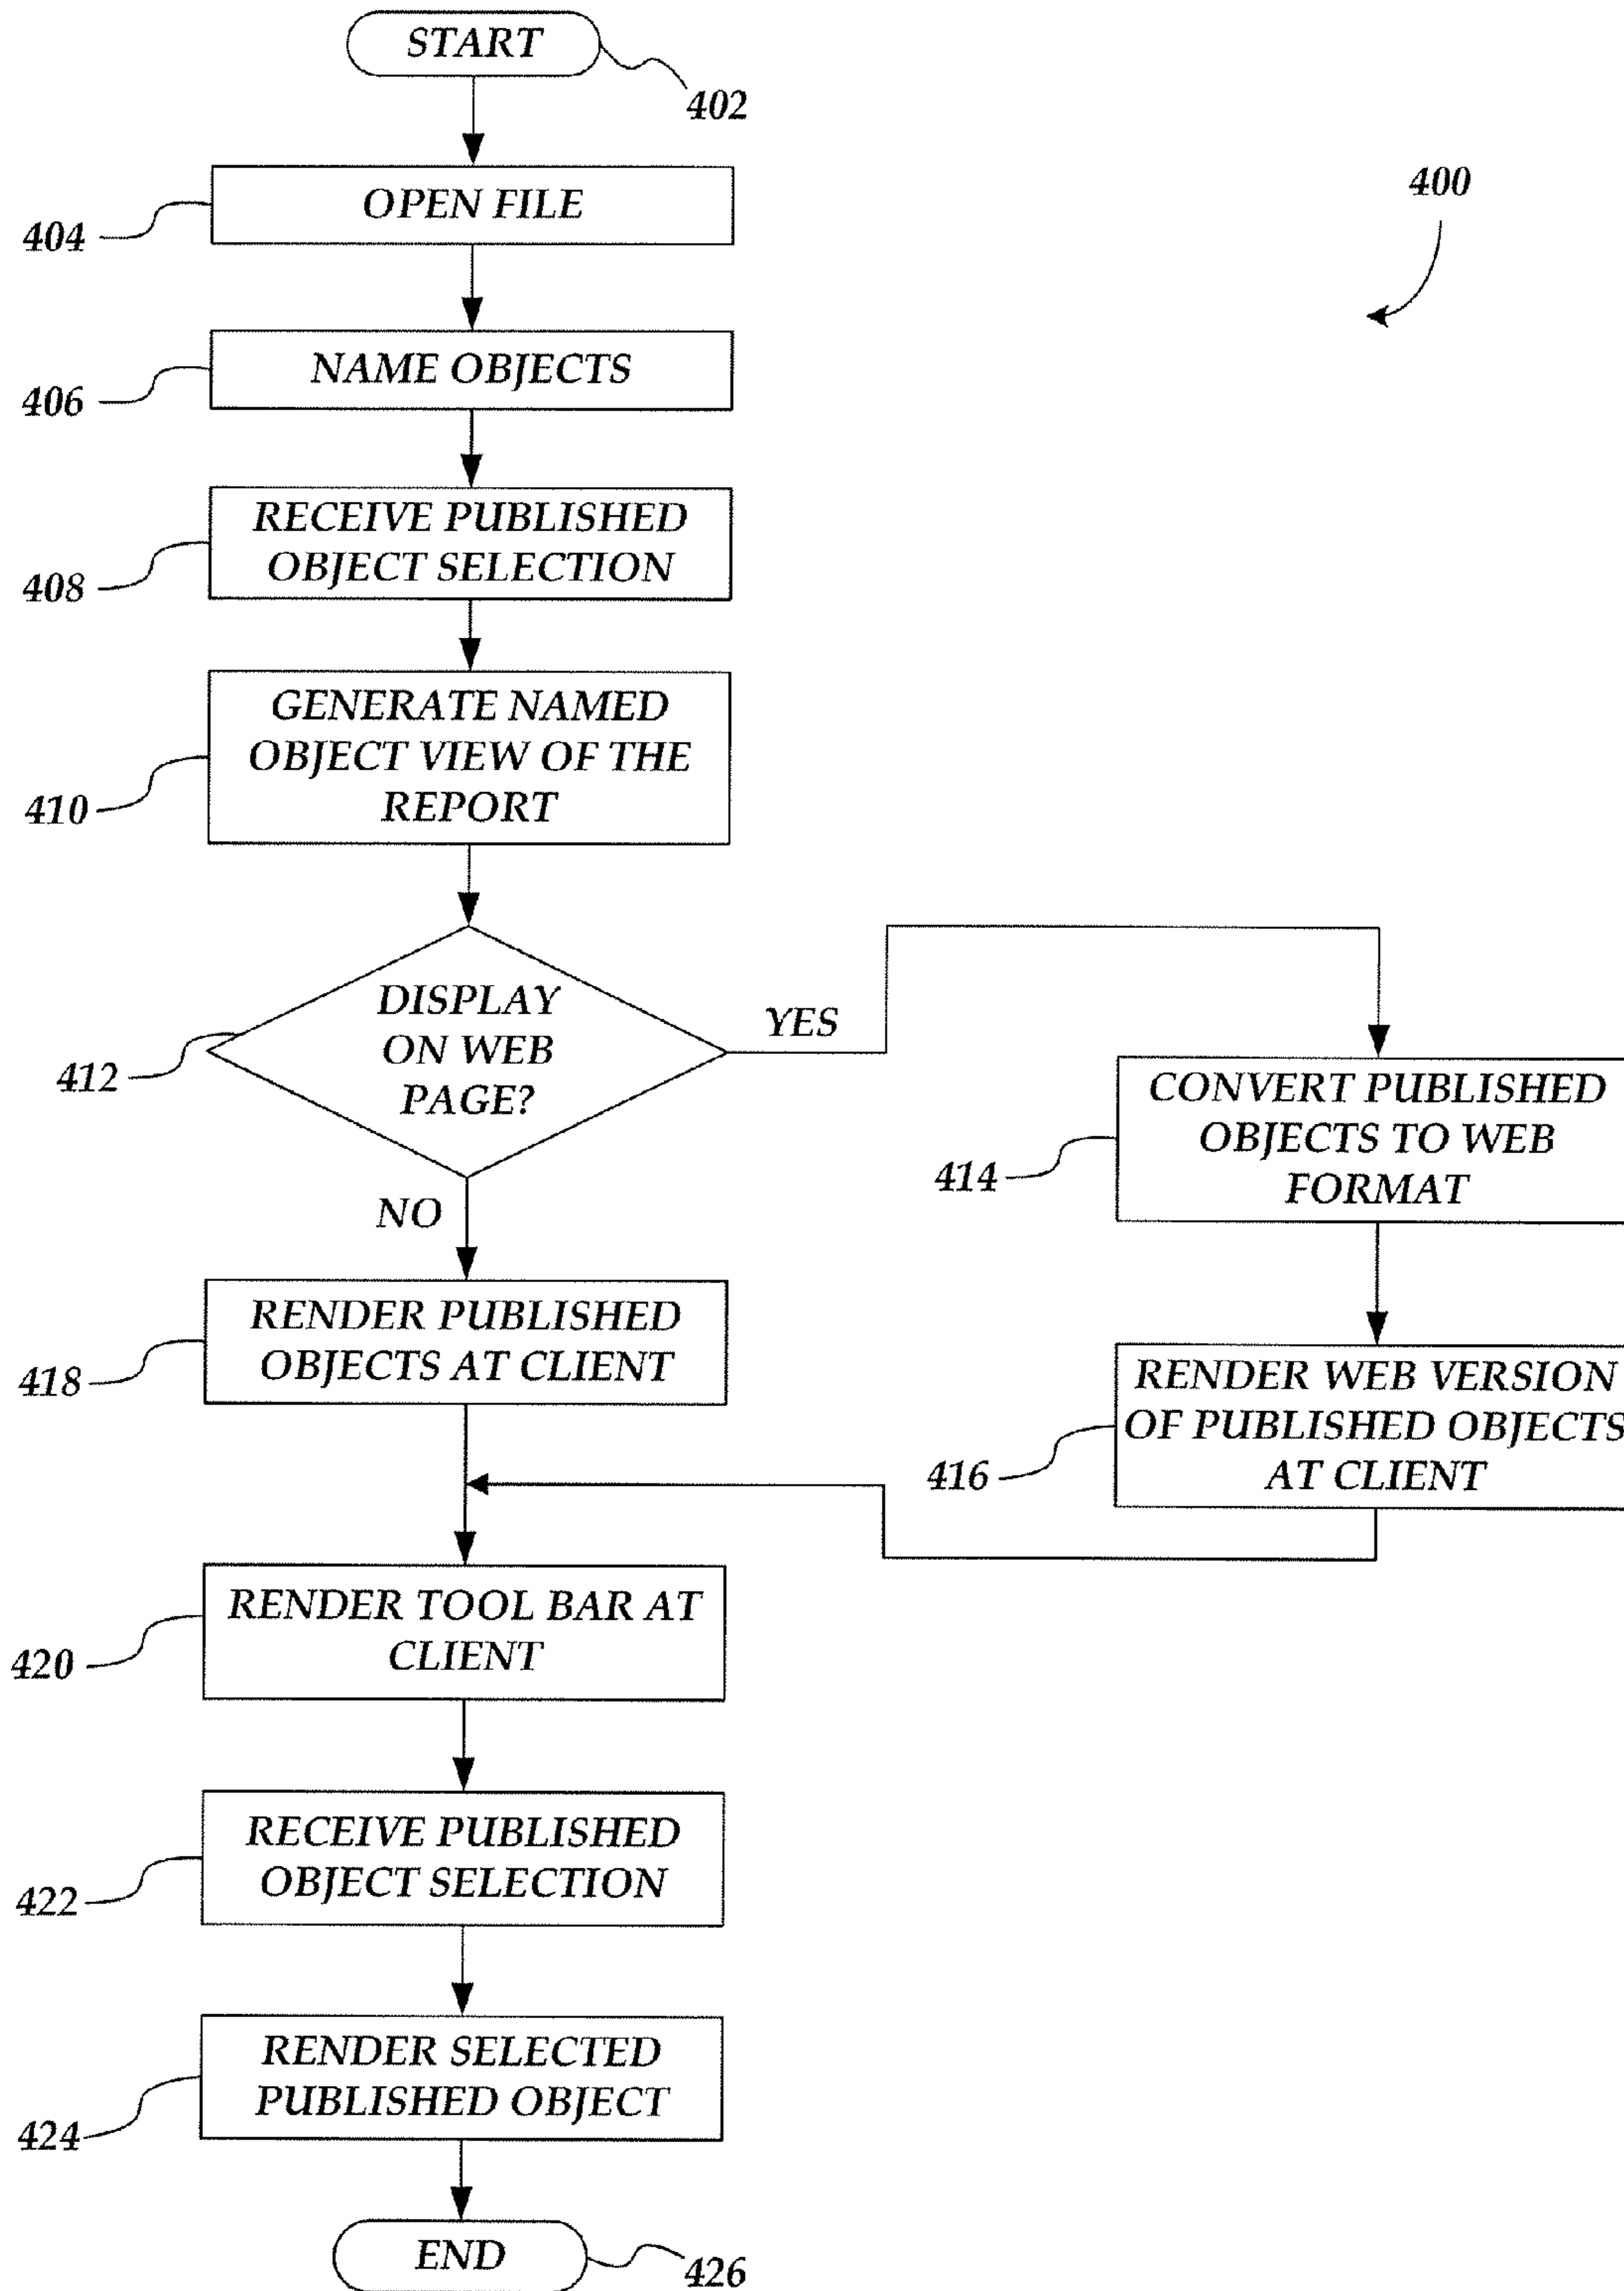 START
402
400
OPEN FILE
404
NAME OBJECTS
406
RECEIVE PUBLISHED
OBJECT SELECTION
408
GENERATE NAMED
OBJECT VIEW OF THE
REPORT
410
DISPLAY
ON WEB
PAGE?
412
YES
NO
CONVERT PUBLISHED
OBJECTS TO WEB
FORMAT
414
RENDER PUBLISHED
OBJECTS AT CLIENT
418
RENDER WEB VERSION
OF PUBLISHED OBJECTS
AT CLIENT
416
RENDER TOOL BAR AT
CLIENT
420
RECEIVE PUBLISHED
OBJECT SELECTION
422
RENDER SELECTED
PUBLISHED OBJECT
424
END
426